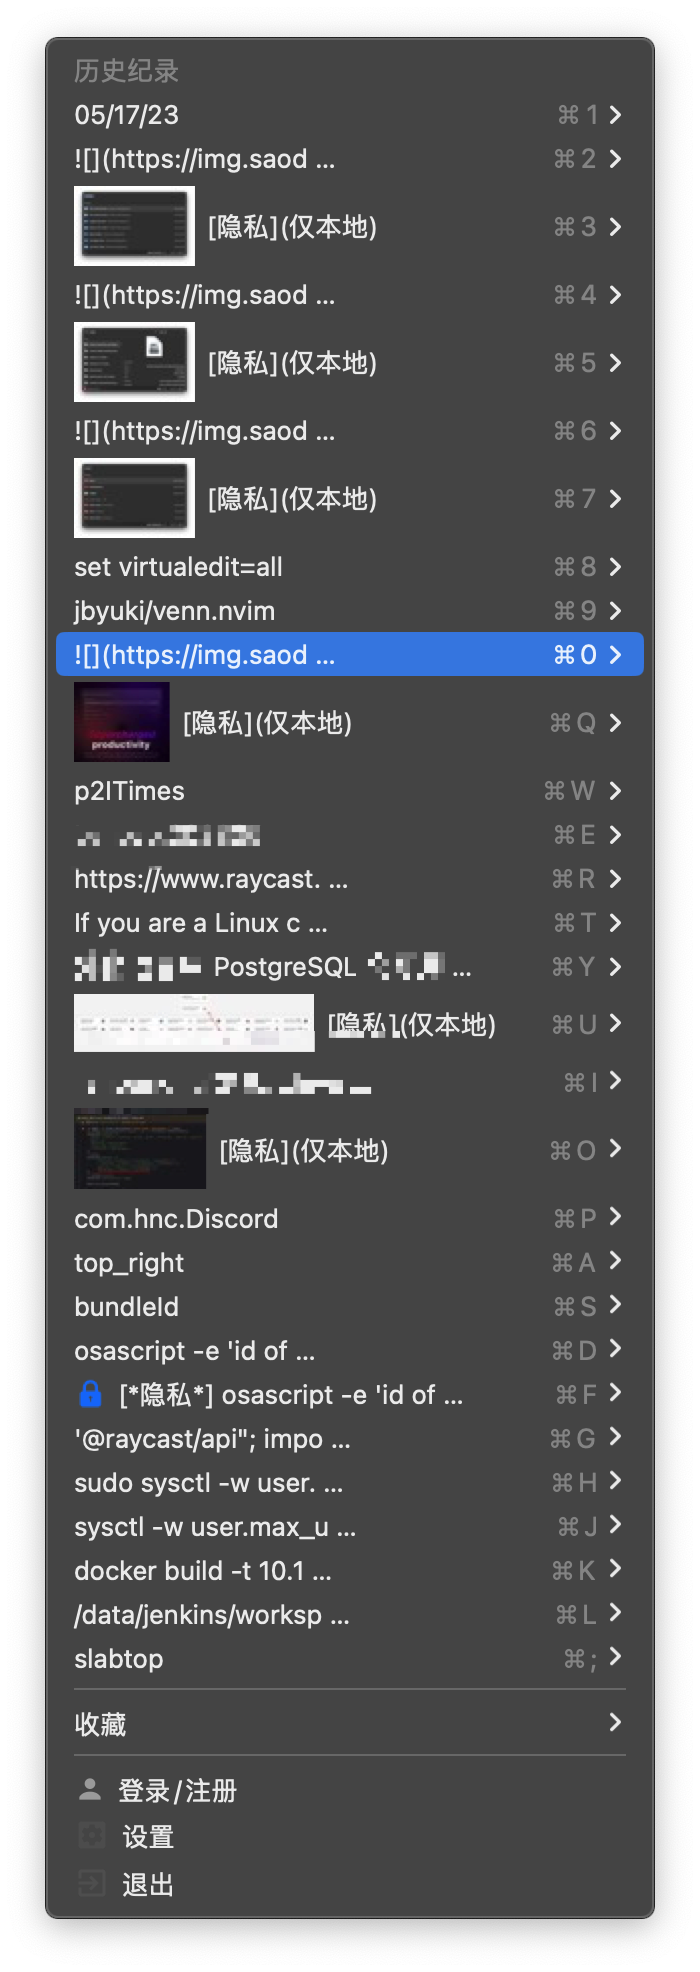 历史纪录
05/17/23 ⌘1
![](https://img.saod ... ⌘2
[隐私](仅本地) ⌘3
![](https://img.saod ... ⌘4
[隐私](仅本地) ⌘5
![](https://img.saod ... ⌘6
[隐私](仅本地) ⌘7
set virtualedit=all ⌘8
jbyuki/venn.nvim ⌘9
![](https://img.saod ... ⌘0
productivity
[隐私](仅本地) ⌘Q
p2lTimes ⌘W
⌘E
https://www.raycast. ... ⌘R
If you are a Linux c ... ⌘T
PostgreSQL ... ⌘Y
[隐私](仅本地) ⌘U
⌘I
[隐私](仅本地) ⌘O
com.hnc.Discord ⌘P
top_right ⌘A
bundleId ⌘S
osascript -e 'id of ... ⌘D
[*隐私*] osascript -e 'id of ... ⌘F
'@raycast/api"; impo ... ⌘G
sudo sysctl -w user. ... ⌘H
sysctl -w user.max_u ... ⌘J
docker build -t 10.1 ... ⌘K
/data/jenkins/worksp ... ⌘L
slabtop ⌘;
收藏
登录/注册
设置
退出